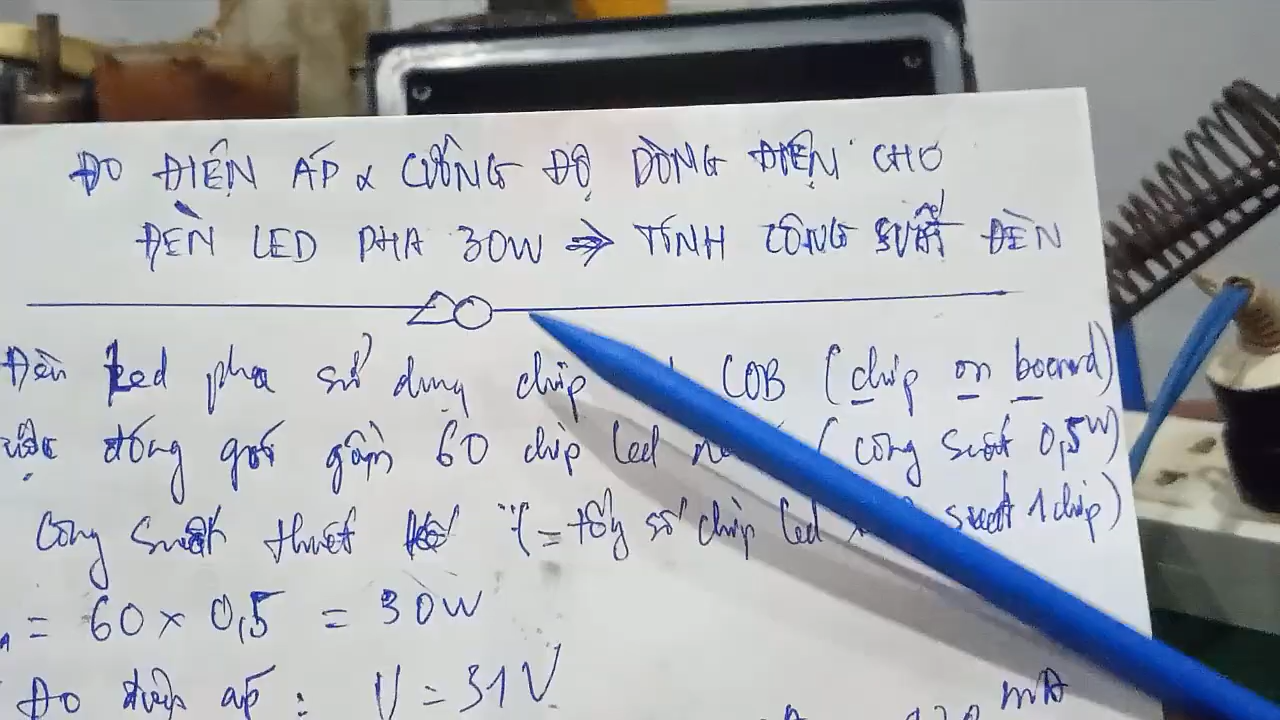 ĐO ĐIỆN ÁP & CƯỜNG ĐỘ DÒNG ĐIỆN CHO
ĐÈN LED PHA 30W => TÍNH CÔNG SUẤT ĐÈN
Đèn Led pha sử dụng chip COB (chip on board)
đóng gói gồm 60 chip led (công suất 0,5W)
Công suất thiết kế (= tổng số chip led x suất 1 chip)
= 60 x 0,5 = 30W
Đo điện áp : U = 31V
mA